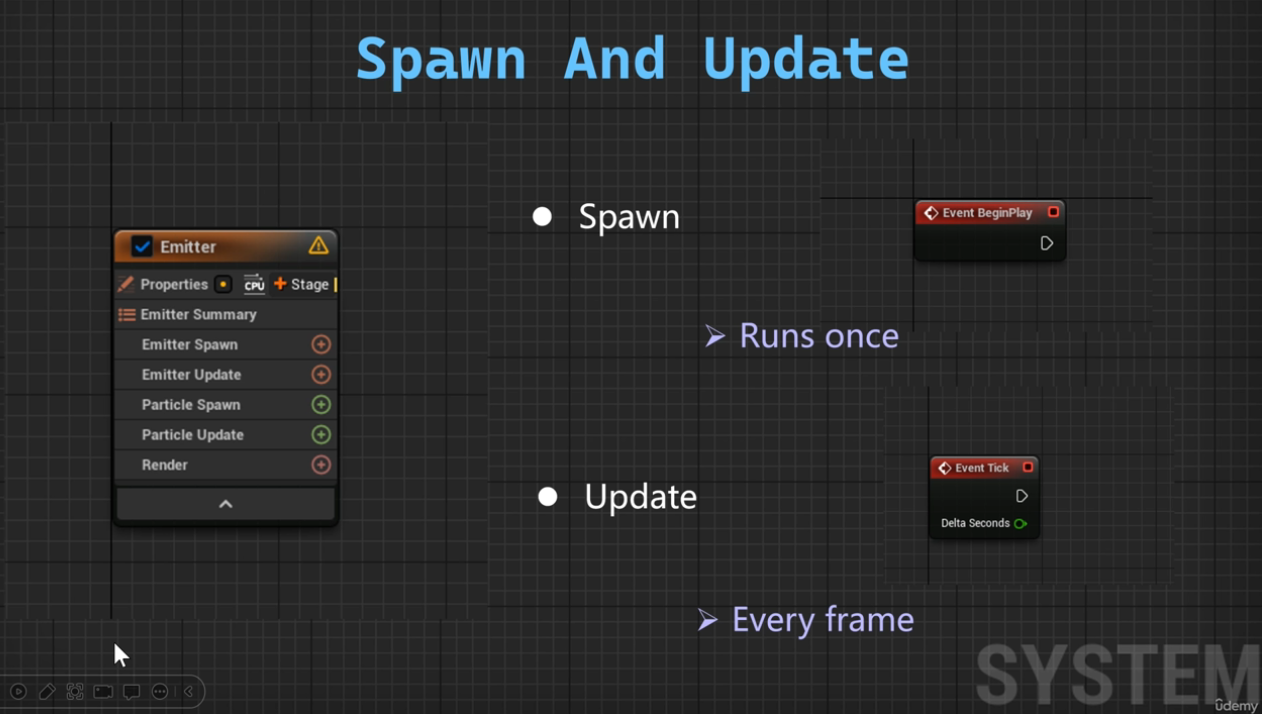 Spawn And Update
Emitter
Properties CPU Stage
Emitter Summary
Emitter Spawn
Emitter Update
Particle Spawn
Particle Update
Render
Spawn
Event BeginPlay
Runs once
Update
Event Tick
Delta Seconds
Every frame
SYSTEM
ûdemy